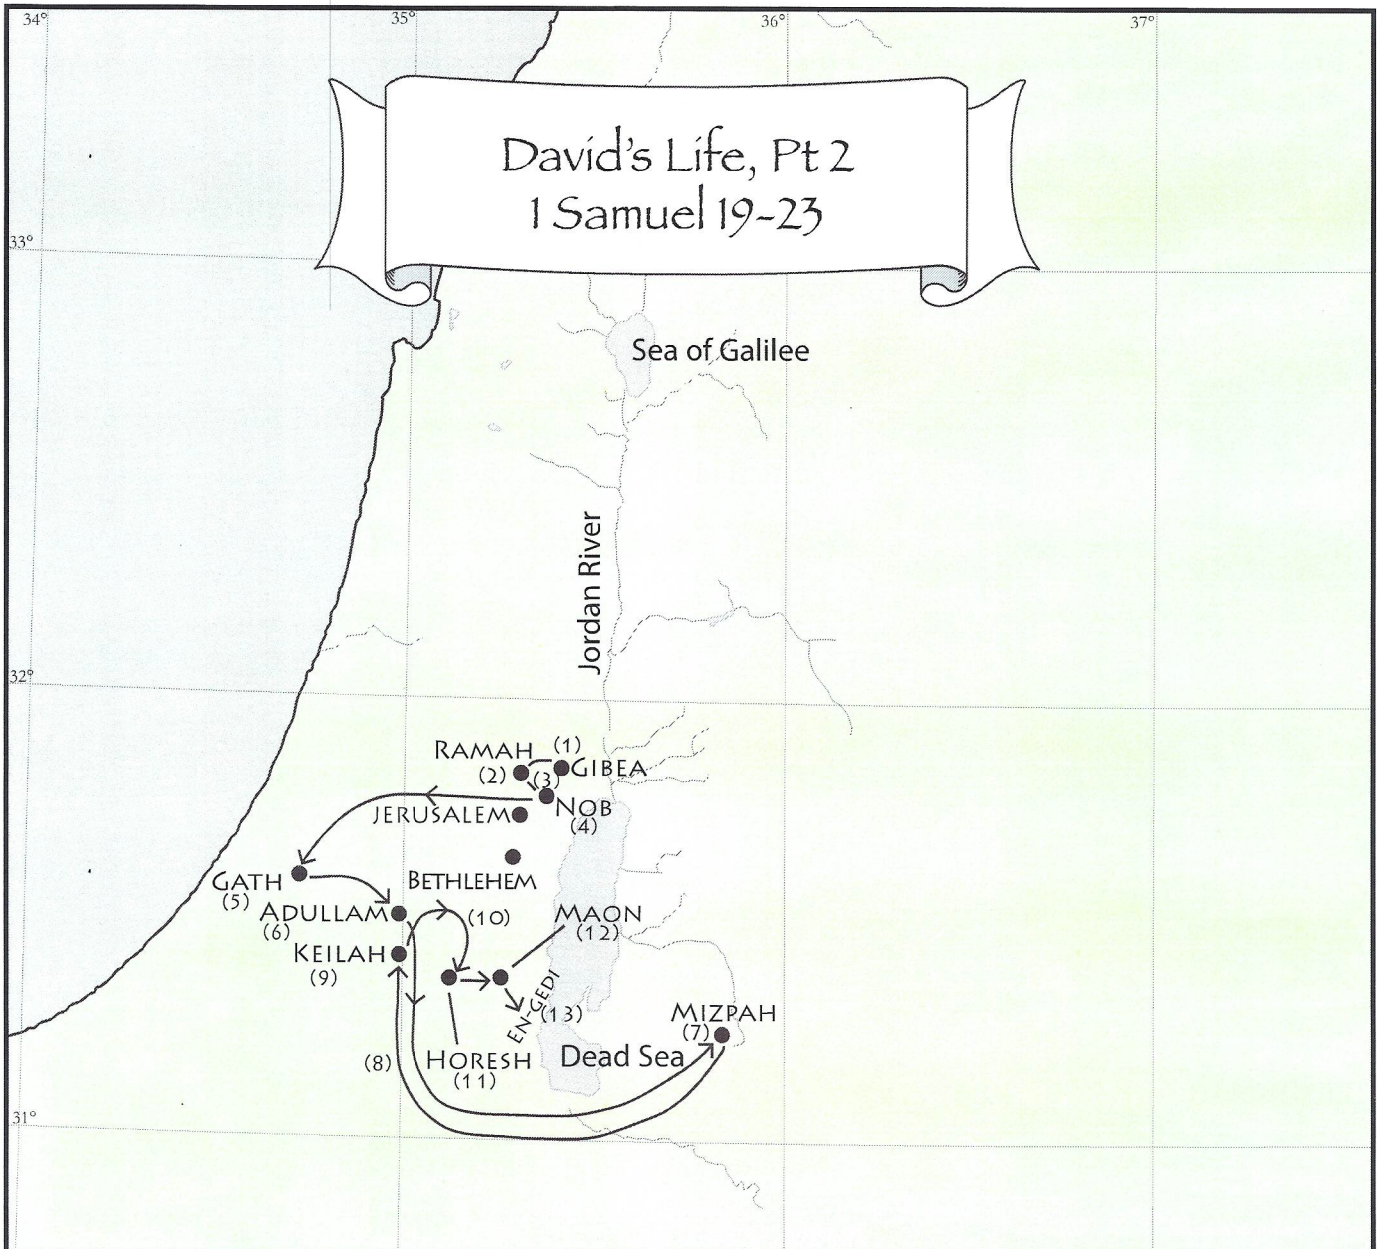 34°
35°
36°
37°
David's Life, Pt 2
1 Samuel 19-23
33°
Sea of Galilee
Jordan River
32°
RAMAH
(1)
(2)
(3)
GIBEA
NOB
(4)
JERUSALEM
GATH
(5)
BETHLEHEM
ADULLAM
(6)
(10)
MAON
(12)
KEILAH
(9)
EN-GEDI
(13)
MIZPAH
(7)
HORESH
(11)
Dead Sea
(8)
31°